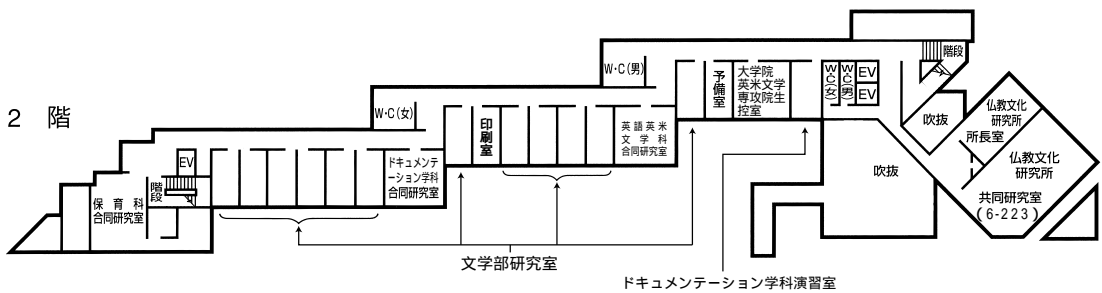 2 階
保育科
合同研究室
階段
EV
ドキュメンテ
ーション学科
合同研究室
W・C(女)
印刷室
英語英米
文学科
合同研究室
W・C(男)
予備室
大学院
英米文学
専攻院生
控室
W・C(女)
W・C(男)
EV
EV
階段
吹抜
吹抜
仏教文化
研究所
所長室
仏教文化
研究所
共同研究室
(6-223)
文学部研究室
ドキュメンテーション学科演習室